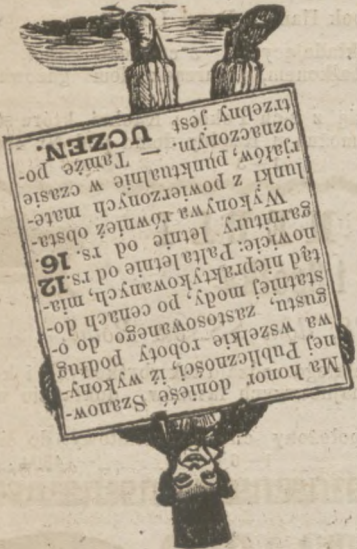 Ma honor donieść Szanow-
nej Publiczności, iż wykony-
wa wszelkie roboty podług
gustu, zastosowanego do o-
statniej mody, po cenach do-
tąd niepraktykowanych, mia-
nowicie: Palta letnie od rs. 12,
garnitury letnie od rs. 16
Wykonywa również obsta-
lunki z powierzonych mate-
rjałów, punktualnie w czasie
oznaczonym. — Tamże po-
trzebny jest UCZEŃ.